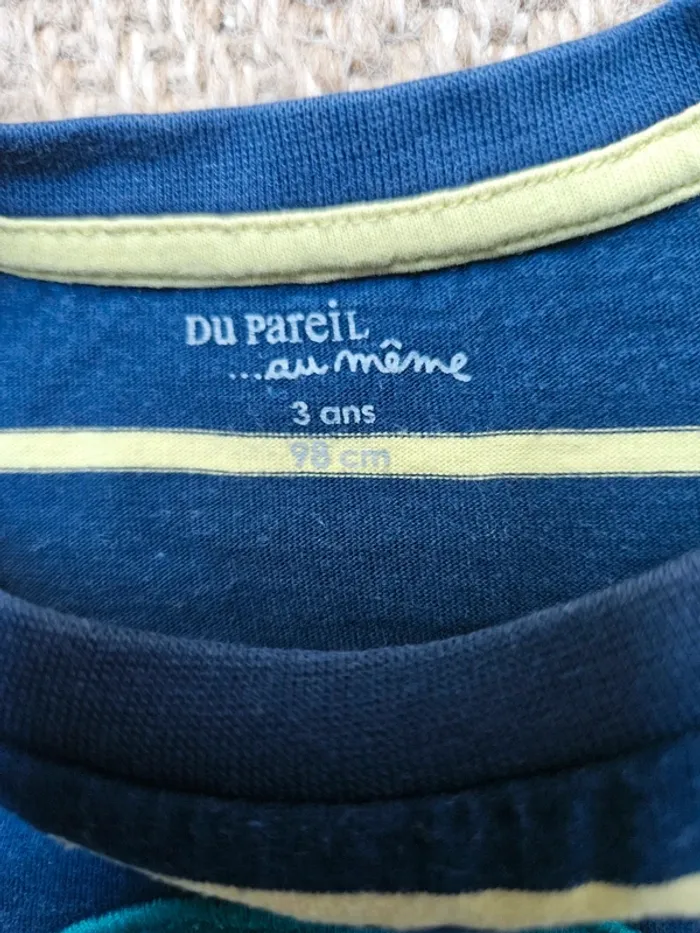 DU PareiL
...au même
3 ans
98 cm